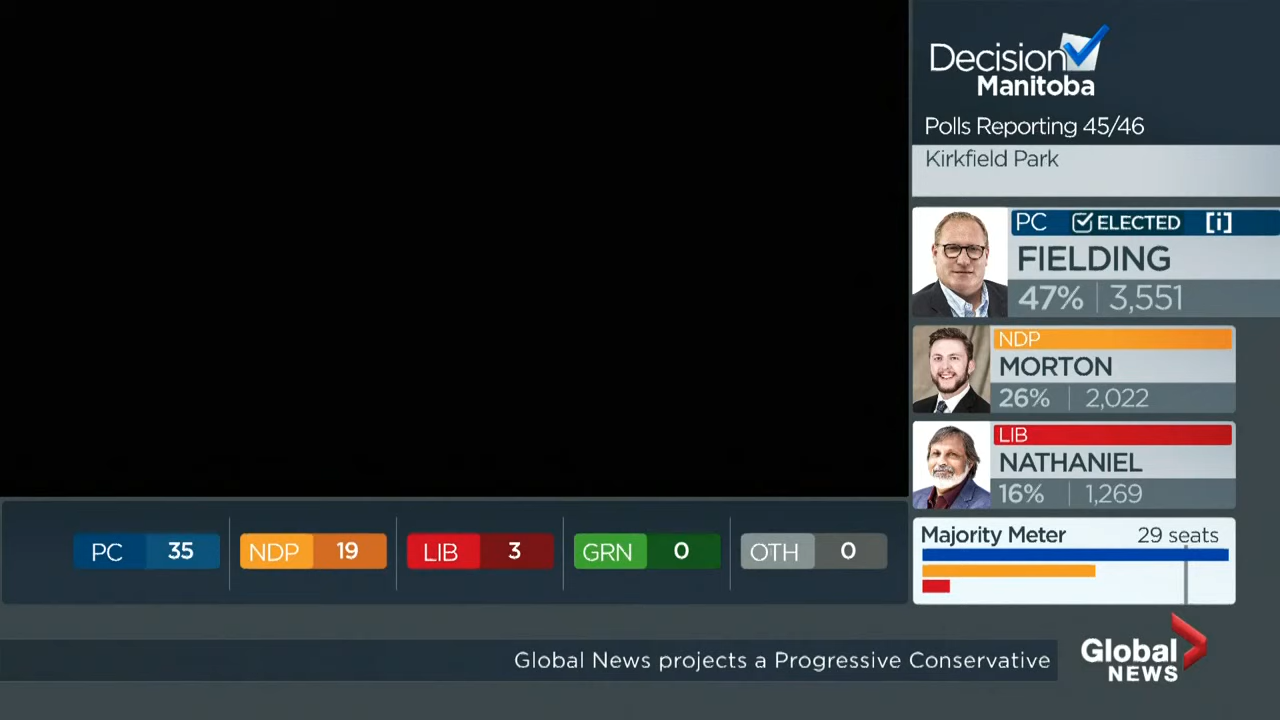 Decision
Manitoba
Polls Reporting 45/46
Kirkfield Park
PC ELECTED [i]
FIELDING
47% 3,551
NDP
MORTON
26% 2,022
LIB
NATHANIEL
16% 1,269
Majority Meter 29 seats
PC 35 NDP 19 LIB 3 GRN 0 OTH 0
Global News projects a Progressive Conservative
Global
NEWS